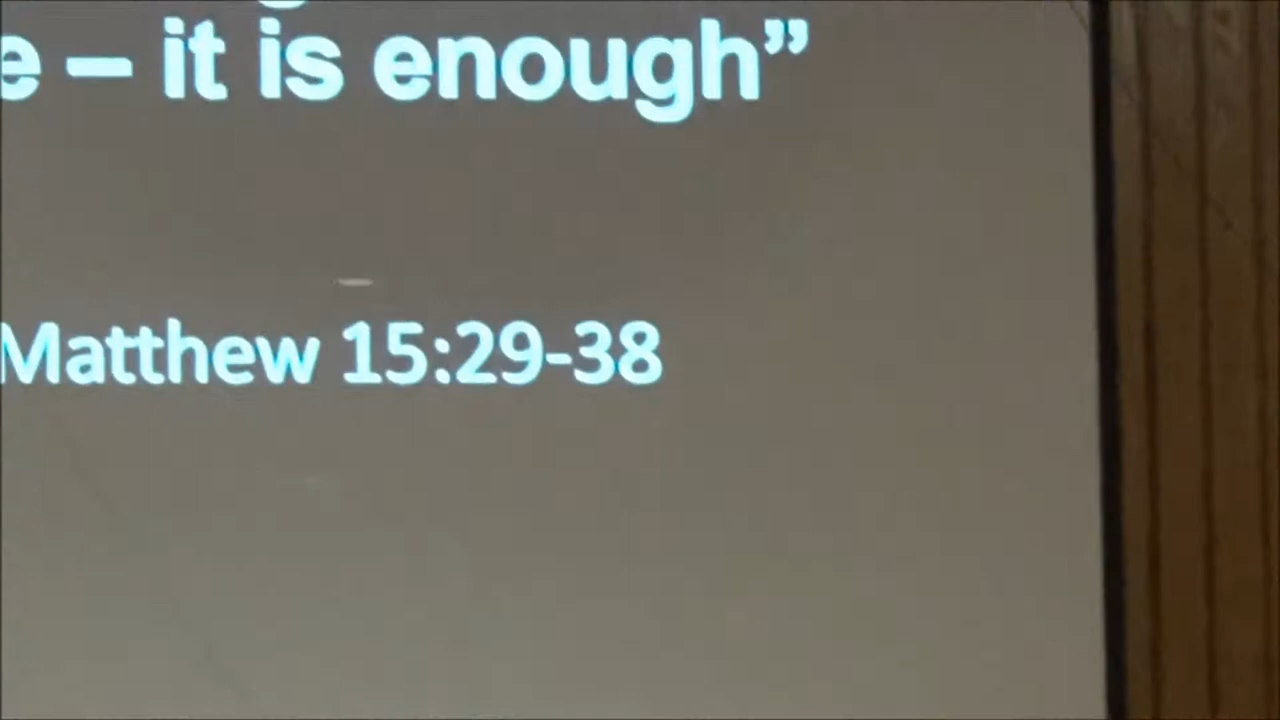 e – it is enough”
Matthew 15:29-38